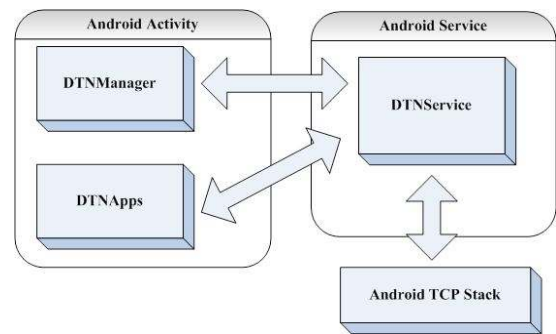 Android Activity
DTNManager
DTNApps
Android Service
DTNService
Android TCP Stack